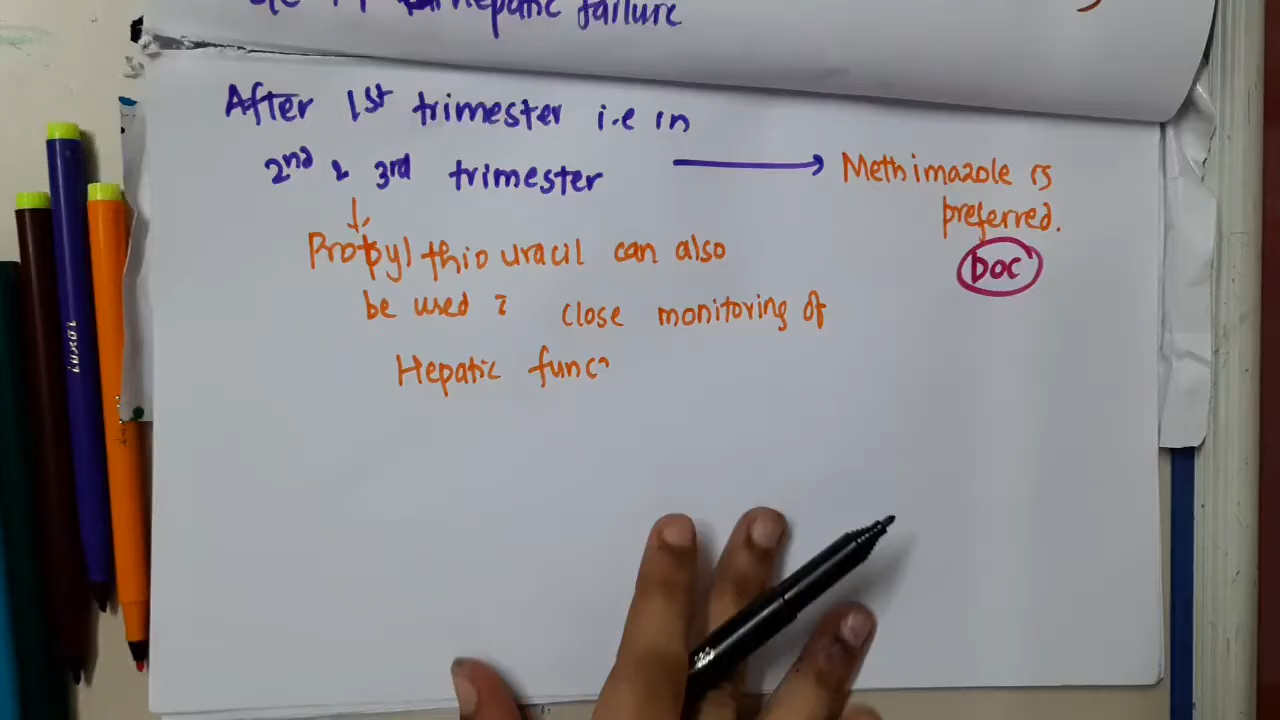 hepatic failure
After 1st trimester i.e in
2nd & 3rd trimester → Methimazole is
preferred.
DOC
↓
Propylthiouracil can also
be used c̄ close monitoring of
Hepatic func^n